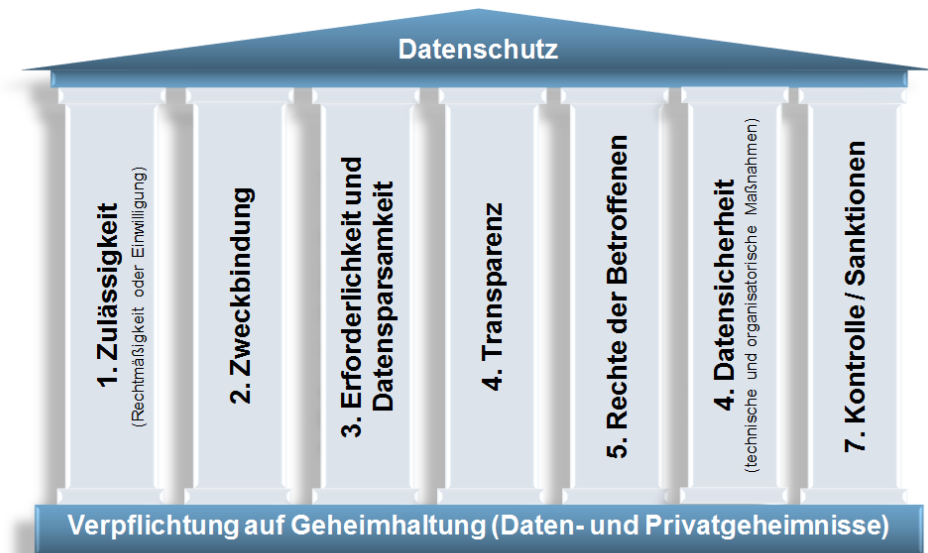 Datenschutz
1. Zulässigkeit
(Rechtmäßigkeit oder Einwilligung)
2. Zweckbindung
3. Erforderlichkeit und
Datensparsamkeit
4. Transparenz
5. Rechte der Betroffenen
4. Datensicherheit
(technische und organisatorische Maßnahmen)
7. Kontrolle / Sanktionen
Verpflichtung auf Geheimhaltung (Daten- und Privatgeheimnisse)